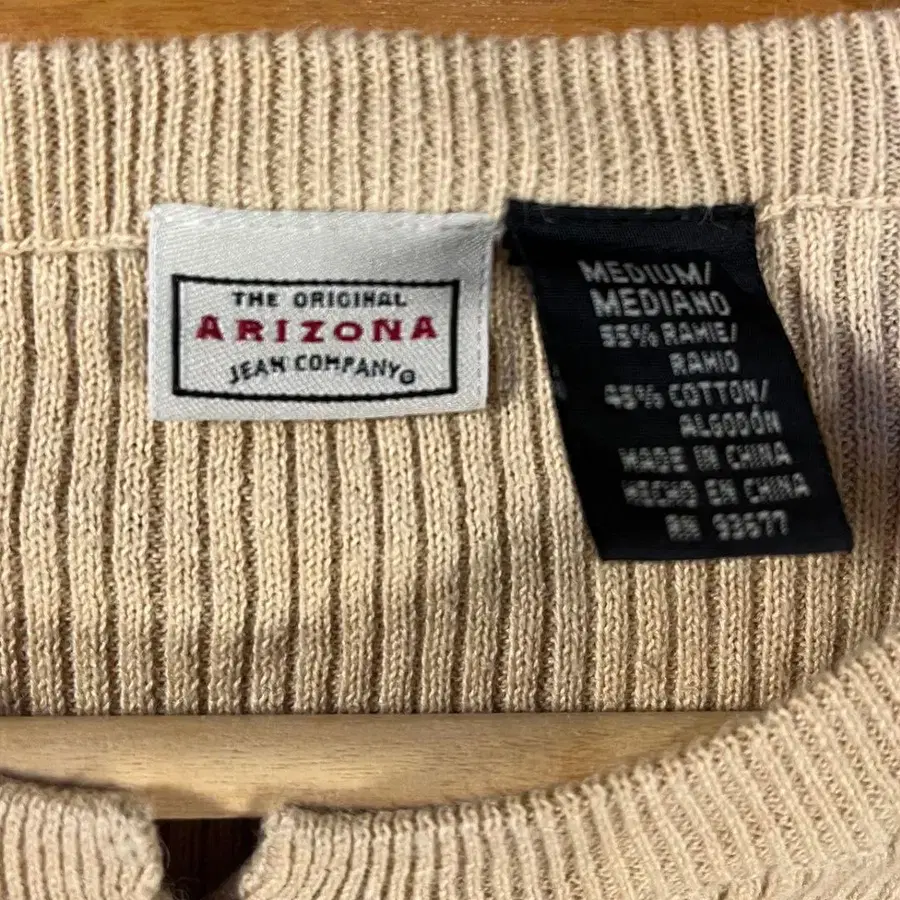 THE ORIGINAL
ARIZONA
JEAN COMPANY®
MEDIUM/
MEDIANO
55% RAMIE/
RAMIO
45% COTTON/
ALGODÓN
MADE IN CHINA
HECHO EN CHINA
RN 93677